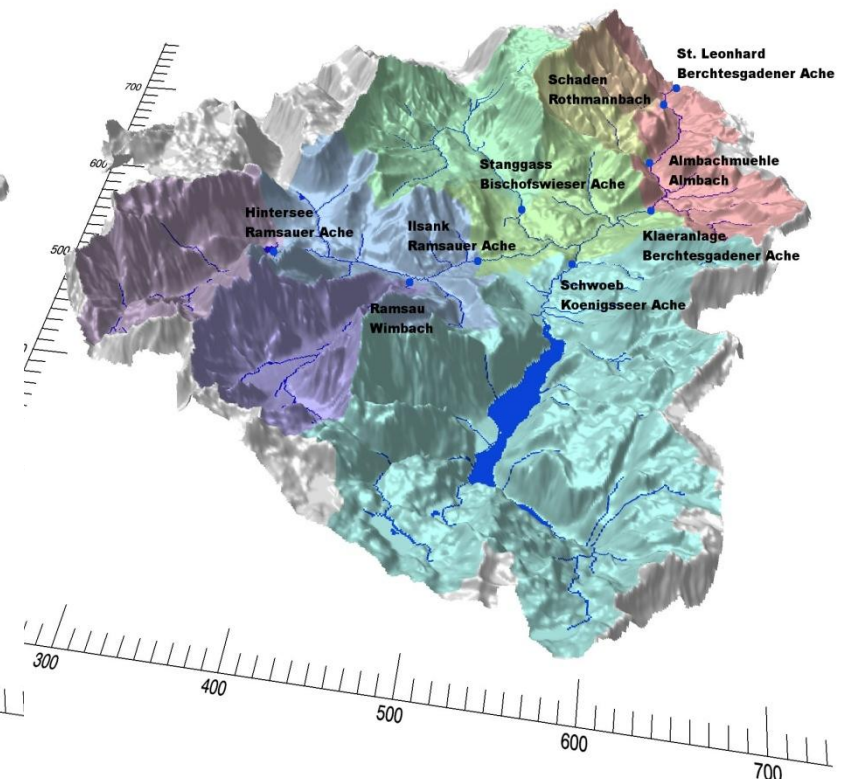 St. Leonhard
Berchtesgadener Ache
Schaden
Rothmannbach
700
Almbachmuehle
Almbach
600
Stanggass
Bischofswieser Ache
Hintersee
Ramsauer Ache
Ilsank
Ramsauer Ache
Klaeranlage
Berchtesgadener Ache
500
Schwoeb
Koenigsseer Ache
Ramsau
Wimbach
300
400
500
600
700